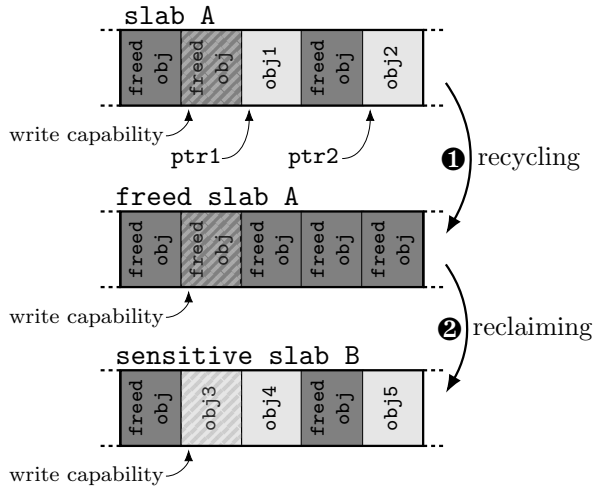 slab A
freed
obj
freed
obj
obj1
freed
obj
obj2
write capability
ptr1
ptr2
❶ recycling
freed slab A
freed
obj
freed
obj
freed
obj
freed
obj
freed
obj
write capability
❷ reclaiming
sensitive slab B
freed
obj
obj3
obj4
freed
obj
obj5
write capability